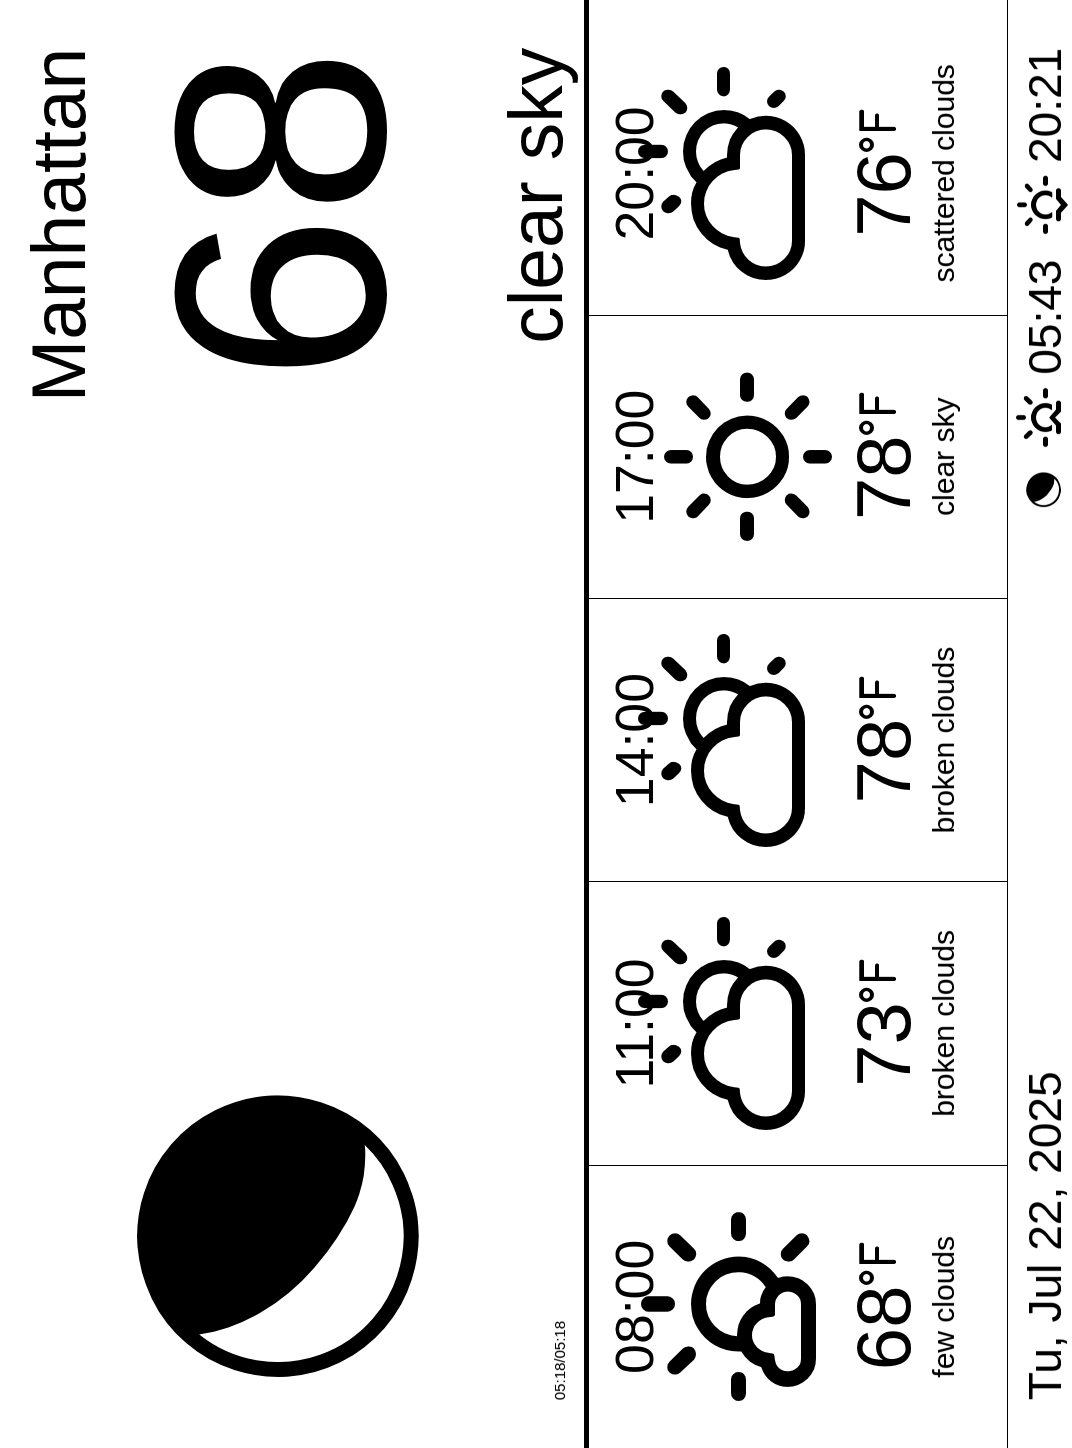 Manhattan
68
clear sky
05:18/05:18
08:00 11:00 14:00 17:00 20:00
68°F 73°F 78°F 78°F 76°F
few clouds broken clouds broken clouds clear sky scattered clouds
Tu, Jul 22, 2025 05:43 20:21